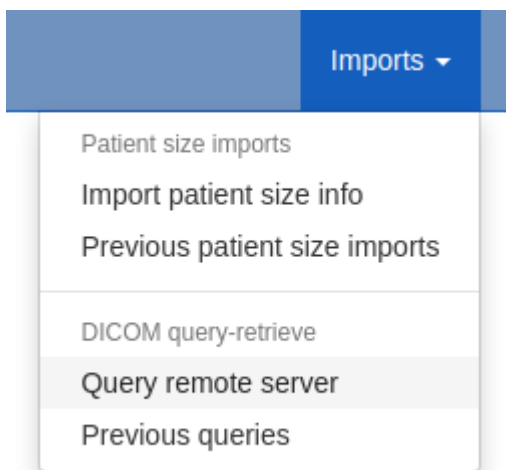 Imports
Patient size imports
Import patient size info
Previous patient size imports
DICOM query-retrieve
Query remote server
Previous queries